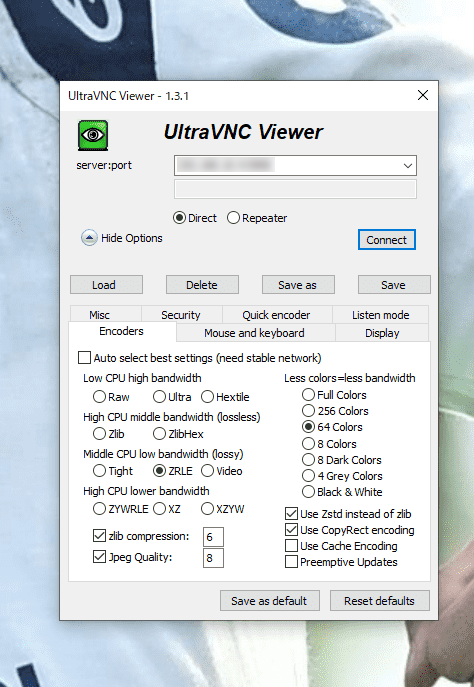 UltraVNC Viewer - 1.3.1
UltraVNC Viewer
server:port
Direct Repeater
Hide Options Connect
Load Delete Save as Save
Misc Security Quick encoder Listen mode
Encoders Mouse and keyboard Display
Auto select best settings (need stable network)
Low CPU high bandwidth
Raw Ultra Hextile
High CPU middle bandwidth (lossless)
Zlib ZlibHex
Middle CPU low bandwidth (lossy)
Tight ZRLE Video
High CPU lower bandwidth
ZYWRLE XZ XZYW
zlib compression: 6
Jpeg Quality: 8
Less colors=less bandwidth
Full Colors
256 Colors
64 Colors
8 Colors
8 Dark Colors
4 Grey Colors
Black & White
Use Zstd instead of zlib
Use CopyRect encoding
Use Cache Encoding
Preemptive Updates
Save as default Reset defaults